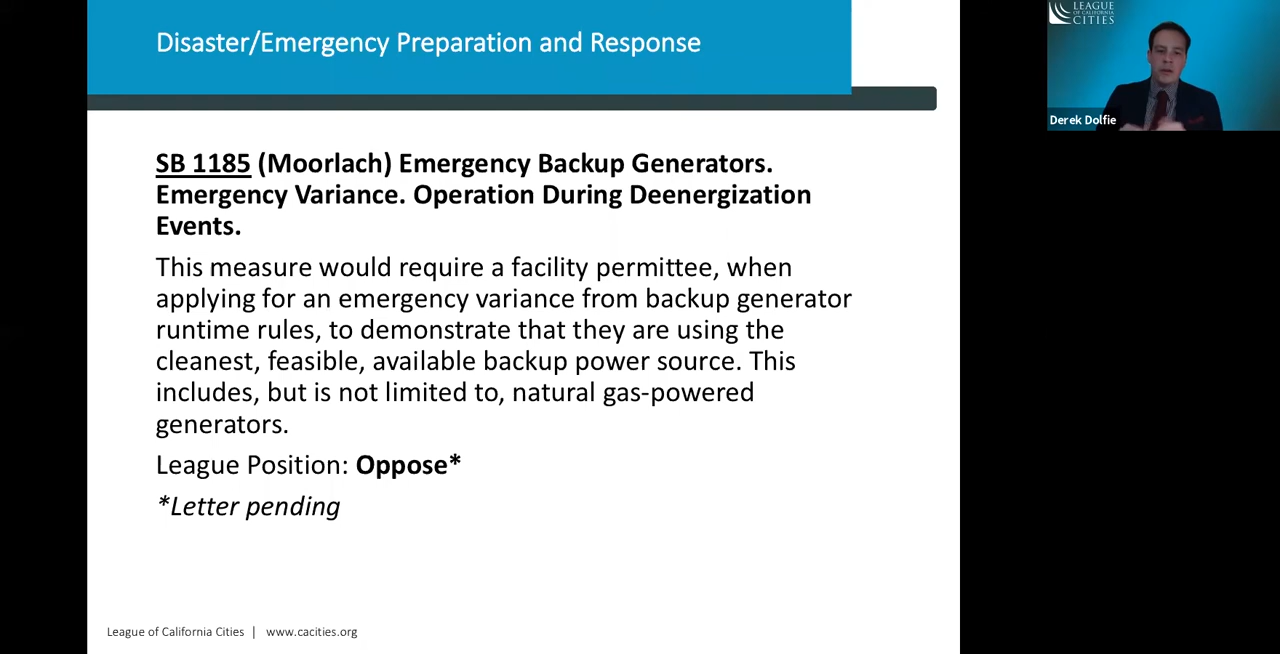 Disaster/Emergency Preparation and Response
SB 1185 (Moorlach) Emergency Backup Generators.
Emergency Variance. Operation During Deenergization
Events.
This measure would require a facility permittee, when
applying for an emergency variance from backup generator
runtime rules, to demonstrate that they are using the
cleanest, feasible, available backup power source. This
includes, but is not limited to, natural gas-powered
generators.
League Position: Oppose*
*Letter pending
League of California Cities | www.cacities.org
LEAGUE
OF CALIFORNIA
CITIES
Derek Dolfie